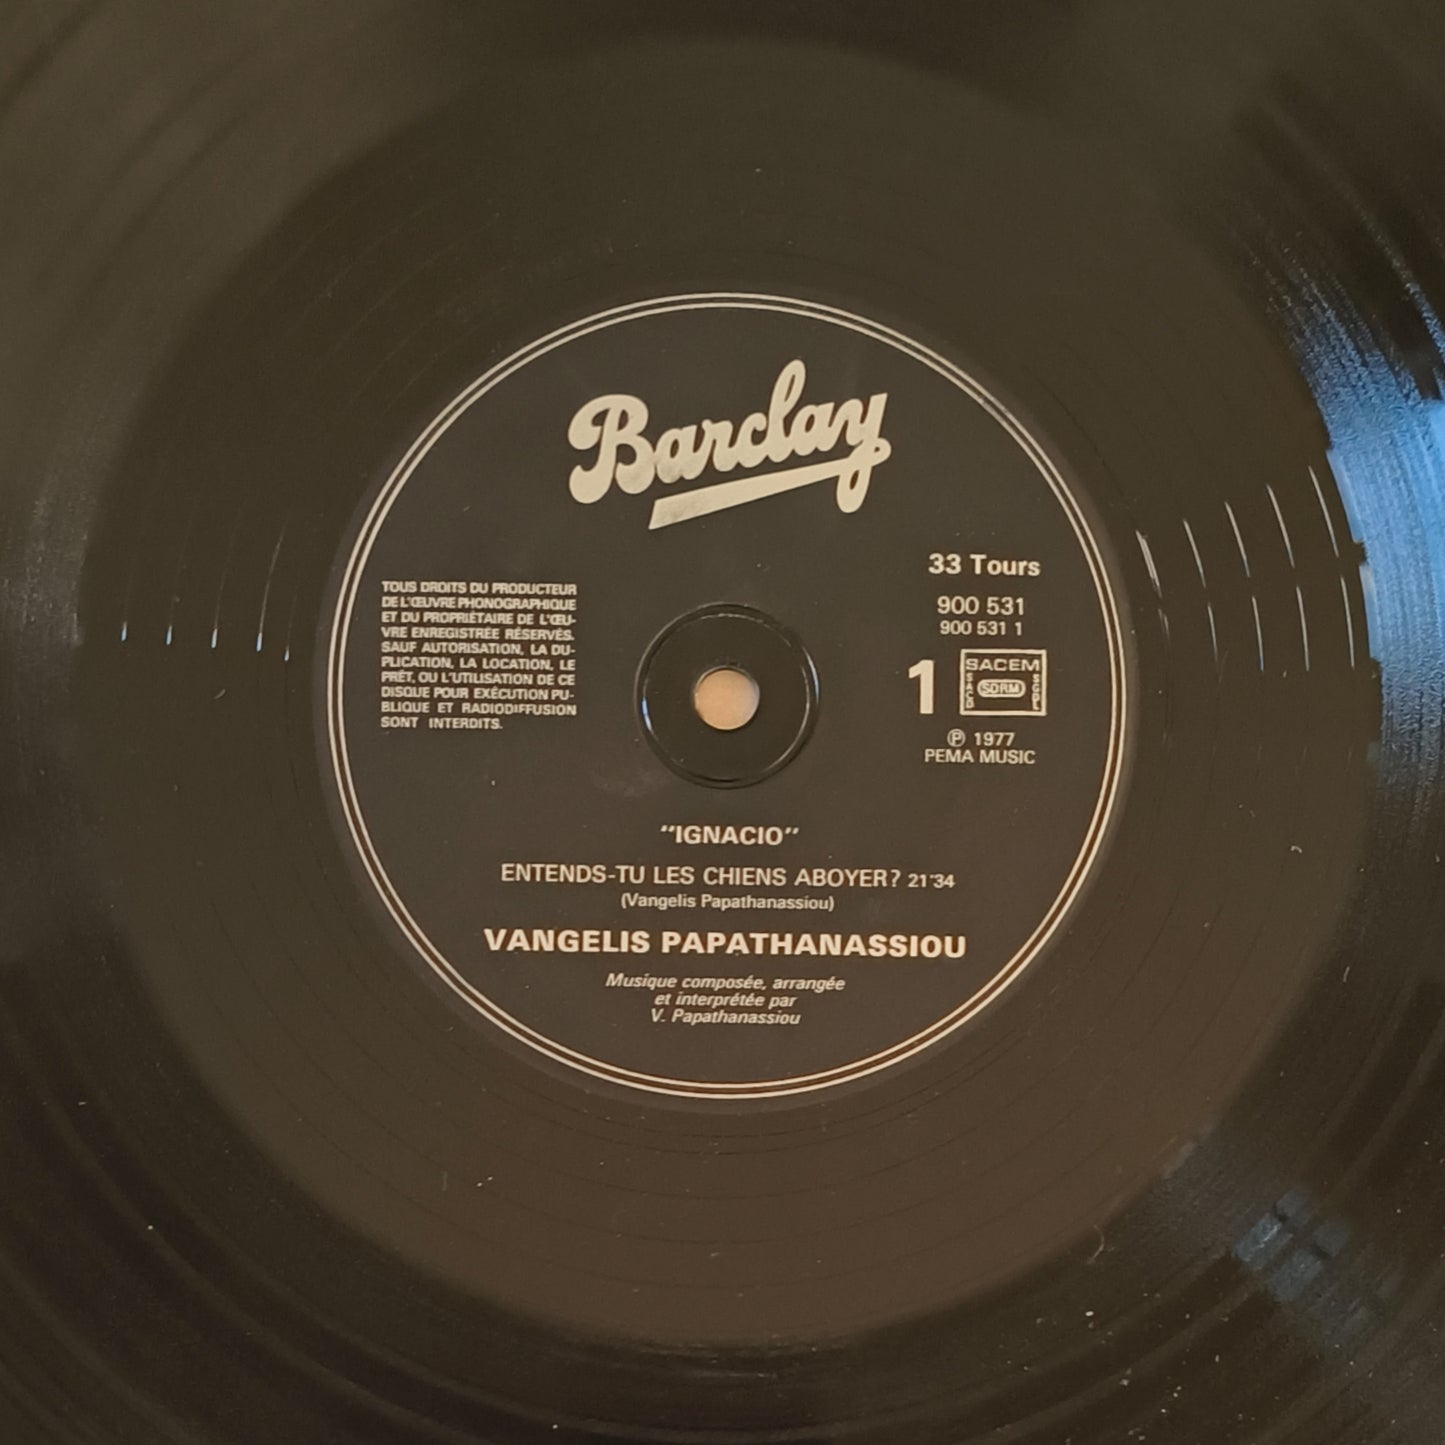 Barclay
33 Tours
900 531
900 531 1
1
SACEM
SACD
SDRM
SGDL
℗ 1977
PEMA MUSIC
TOUS DROITS DU PRODUCTEUR
DE L'ŒUVRE PHONOGRAPHIQUE
ET DU PROPRIÉTAIRE DE L'ŒU-
VRE ENREGISTRÉE RÉSERVÉS.
SAUF AUTORISATION, LA DU-
PLICATION, LA LOCATION, LE
PRÊT, OU L'UTILISATION DE CE
DISQUE POUR EXÉCUTION PU-
BLIQUE ET RADIODIFFUSION
SONT INTERDITS.
"IGNACIO"
ENTENDS-TU LES CHIENS ABOYER? 21'34
(Vangelis Papathanassiou)
VANGELIS PAPATHANASSIOU
Musique composée, arrangée
et interprétée par
V. Papathanassiou